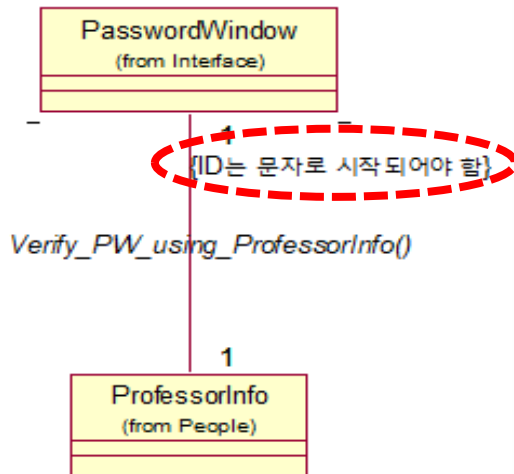 PasswordWindow
(from Interface)
1
{ID는 문자로 시작 되어야 함}
Verify_PW_using_ProfessorInfo()
1
ProfessorInfo
(from People)